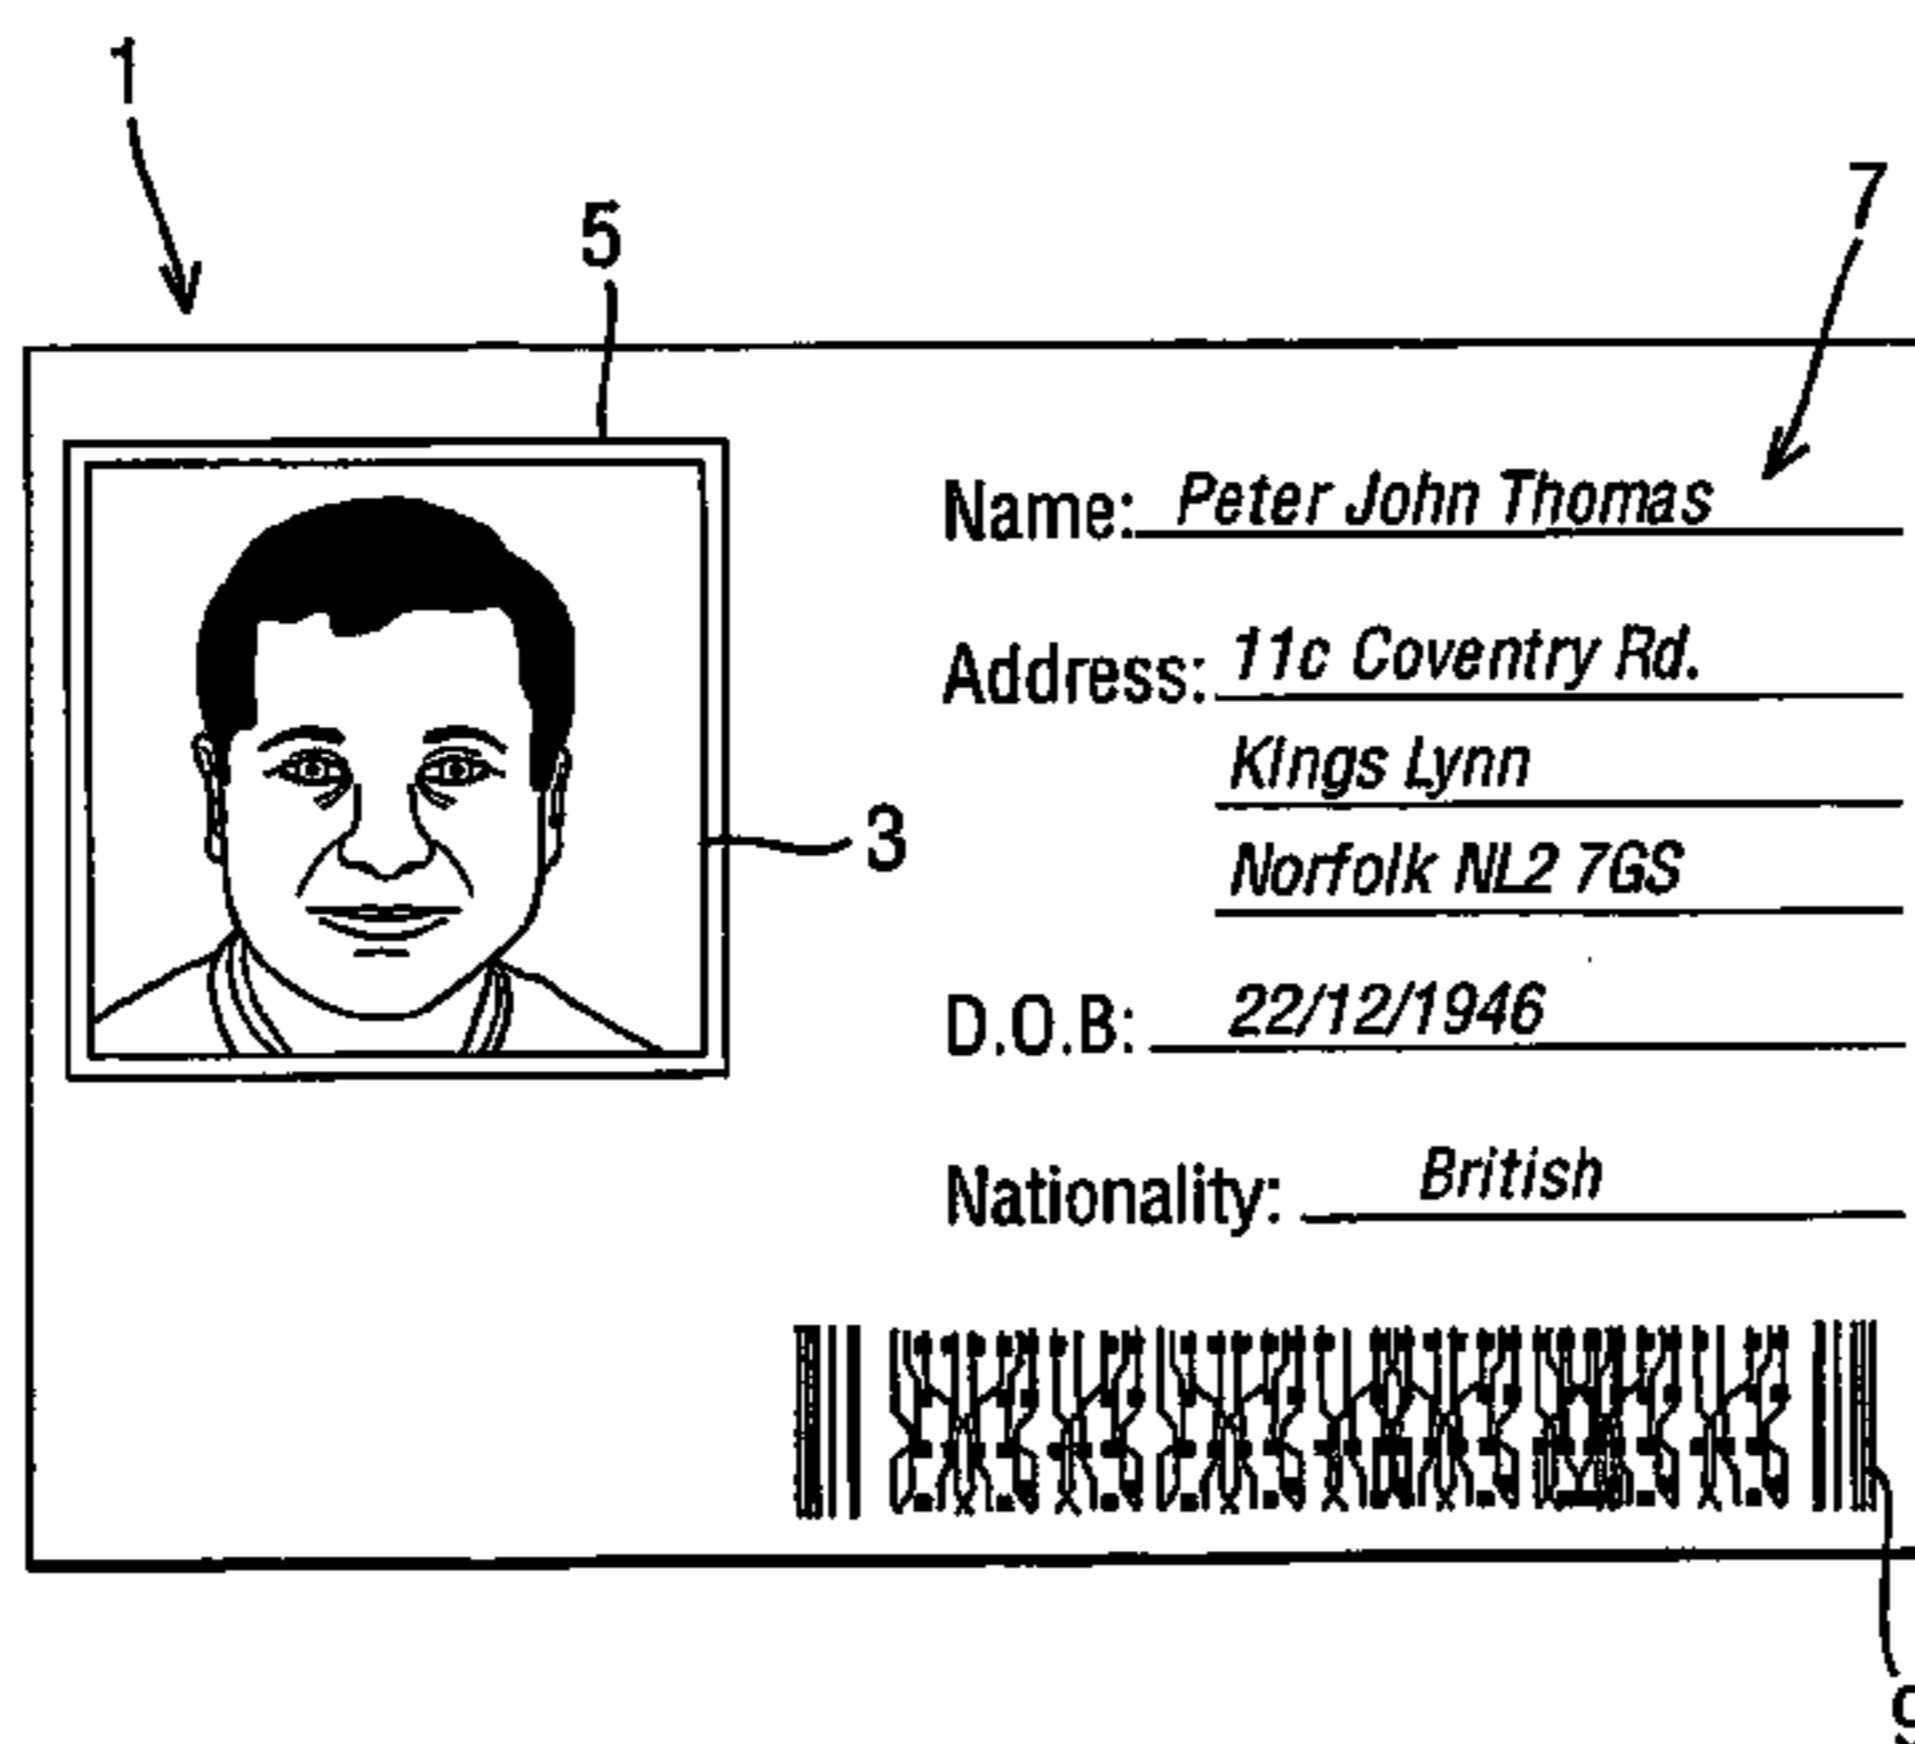 1
5
7
Name: Peter John Thomas
Address: 11c Coventry Rd.
Kings Lynn
3
Norfolk NL2 7GS
D.O.B: 22/12/1946
Nationality: British
9